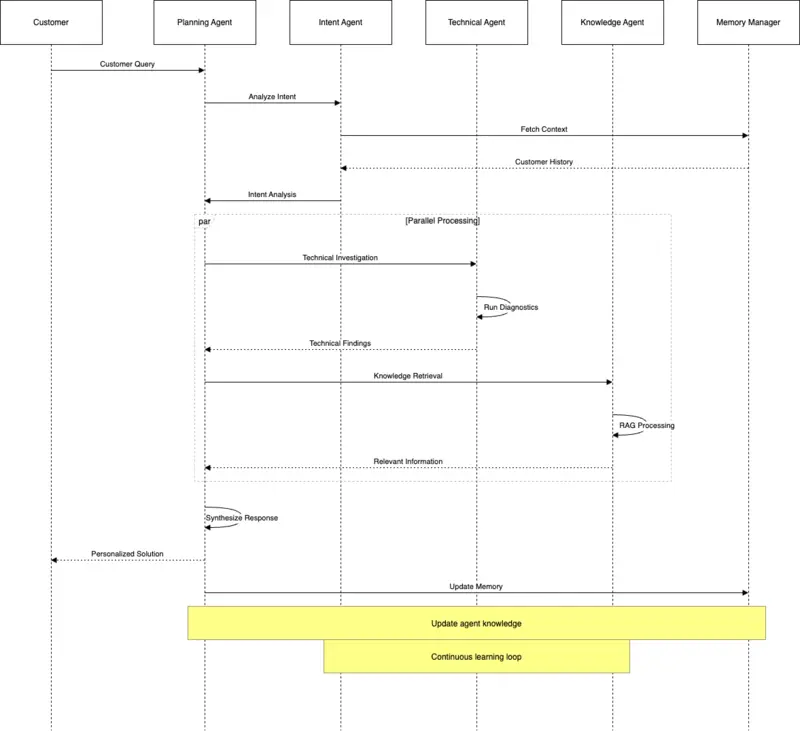 Customer
Planning Agent
Intent Agent
Technical Agent
Knowledge Agent
Memory Manager
Customer Query
Analyze Intent
Fetch Context
Customer History
Intent Analysis
par
[Parallel Processing]
Technical Investigation
Run Diagnostics
Technical Findings
Knowledge Retrieval
RAG Processing
Relevant Information
Synthesize Response
Personalized Solution
Update Memory
Update agent knowledge
Continuous learning loop